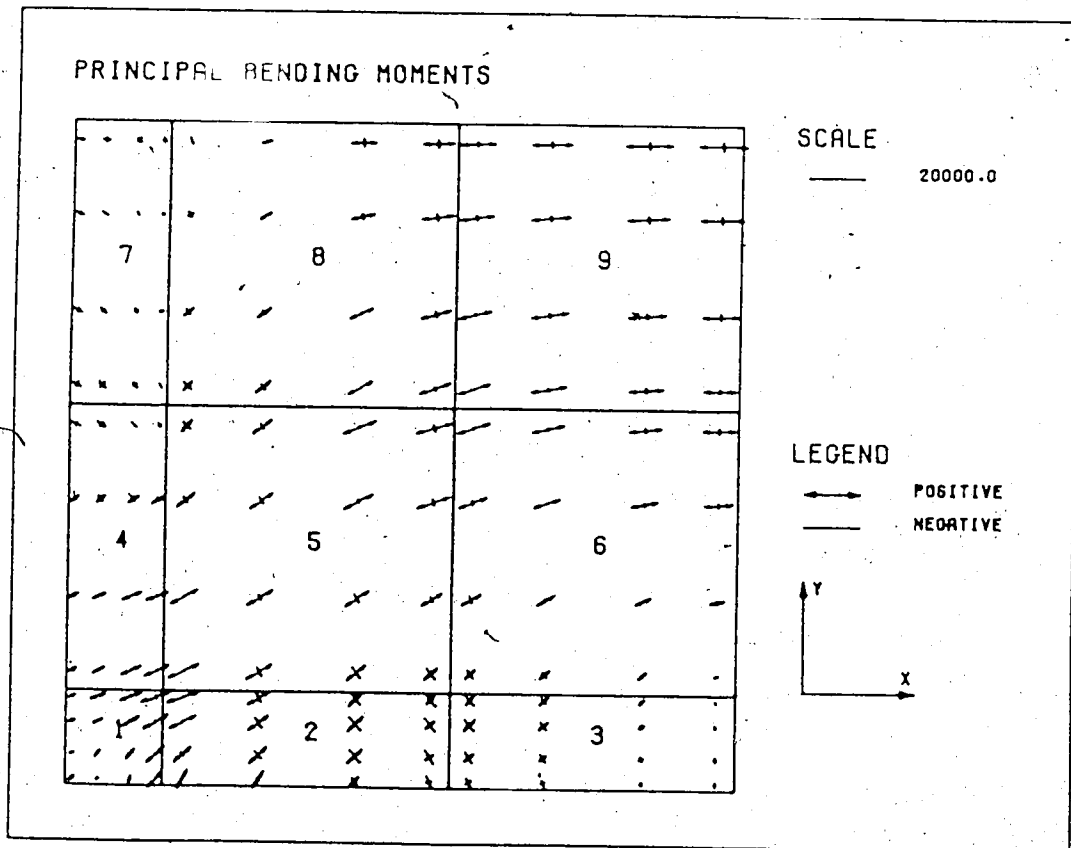 PRINCIPAL BENDING MOMENTS
SCALE
20000.0
7 8 9
LEGEND
POSITIVE
NEGATIVE
4 5 6
Y
X
1 2 3